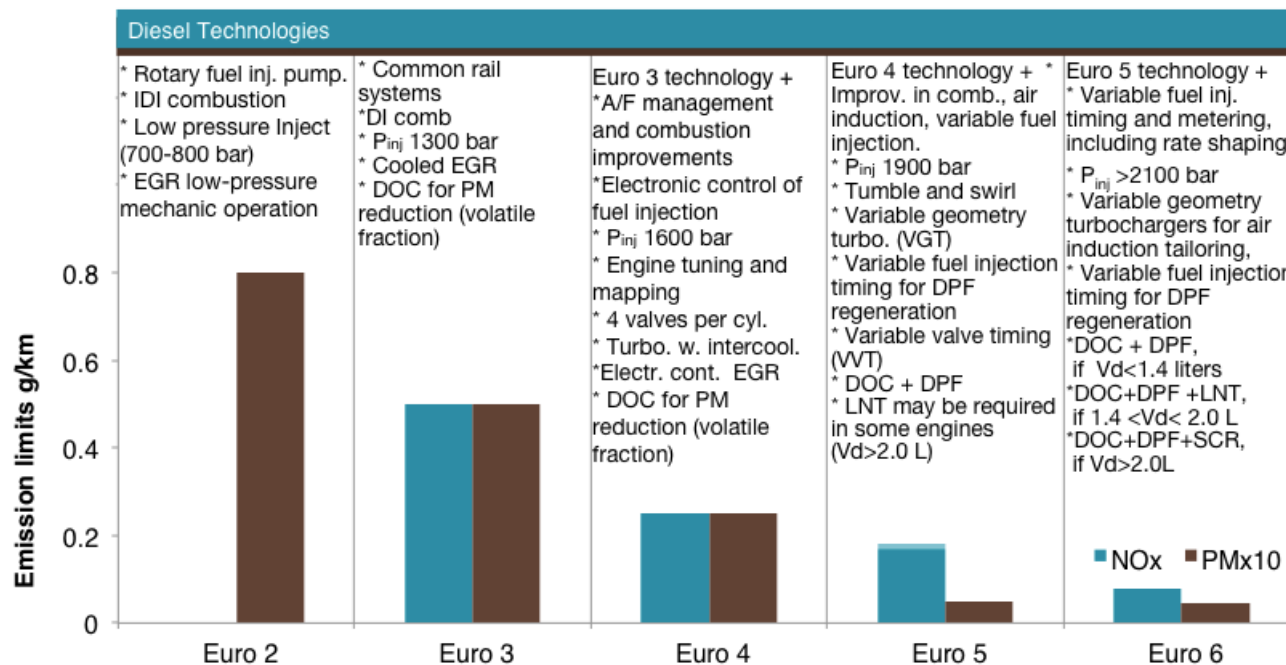 Diesel Technologies
* Rotary fuel inj. pump.
* IDI combustion
* Low pressure Inject
(700-800 bar)
* EGR low-pressure
mechanic operation
* Common rail
systems
*DI comb
* Pinj 1300 bar
* Cooled EGR
* DOC for PM
reduction (volatile
fraction)
Euro 3 technology +
*A/F management
and combustion
improvements
*Electronic control of
fuel injection
* Pinj 1600 bar
* Engine tuning and
mapping
* 4 valves per cyl.
* Turbo. w. intercool.
*Electr. cont. EGR
* DOC for PM
reduction (volatile
fraction)
Euro 4 technology + *
Improv. in comb., air
induction, variable fuel
injection.
* Pinj 1900 bar
* Tumble and swirl
* Variable geometry
turbo. (VGT)
* Variable fuel injection
timing for DPF
regeneration
* Variable valve timing
(VVT)
* DOC + DPF
* LNT may be required
in some engines
(Vd>2.0 L)
Euro 5 technology +
* Variable fuel inj.
timing and metering,
including rate shaping
* Pinj >2100 bar
* Variable geometry
turbochargers for air
induction tailoring,
* Variable fuel injection
timing for DPF
regeneration
*DOC + DPF,
if Vd<1.4 liters
*DOC+DPF +LNT,
if 1.4 <Vd< 2.0 L
*DOC+DPF+SCR,
if Vd>2.0L
Emission limits g/km
0.8
0.6
0.4
0.2
0
NOx PMx10
Euro 2 Euro 3 Euro 4 Euro 5 Euro 6